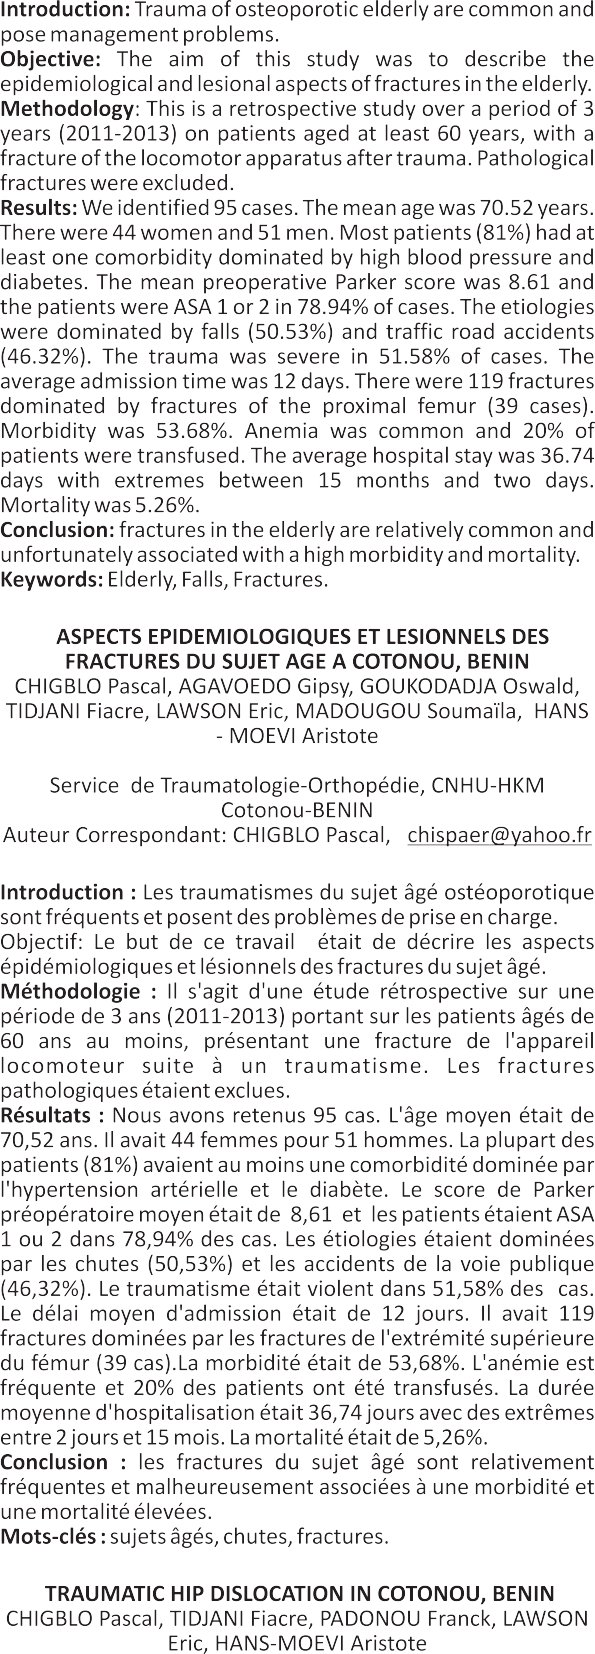 Introduction: Trauma of osteoporotic elderly are common and
pose management problems.
Objective: The aim of this study was to describe the
epidemiological and lesional aspects of fractures in the elderly.
Methodology: This is a retrospective study over a period of 3
years (2011-2013) on patients aged at least 60 years, with a
fracture of the locomotor apparatus after trauma. Pathological
fractures were excluded.
Results: We identified 95 cases. The mean age was 70.52 years.
There were 44 women and 51 men. Most patients (81%) had at
least one comorbidity dominated by high blood pressure and
diabetes. The mean preoperative Parker score was 8.61 and
the patients were ASA 1 or 2 in 78.94% of cases. The etiologies
were dominated by falls (50.53%) and traffic road accidents
(46.32%). The trauma was severe in 51.58% of cases. The
average admission time was 12 days. There were 119 fractures
dominated by fractures of the proximal femur (39 cases).
Morbidity was 53.68%. Anemia was common and 20% of
patients were transfused. The average hospital stay was 36.74
days with extremes between 15 months and two days.
Mortality was 5.26%.
Conclusion: fractures in the elderly are relatively common and
unfortunately associated with a high morbidity and mortality.
Keywords: Elderly, Falls, Fractures.
ASPECTS EPIDEMIOLOGIQUES ET LESIONNELS DES
FRACTURES DU SUJET AGE A COTONOU, BENIN
CHIGBLO Pascal, AGAVOEDO Gipsy, GOUKODADJA Oswald,
TIDJANI Fiacre, LAWSON Eric, MADOUGOU Soumaïla, HANS
- MOEVI Aristote
Service de Traumatologie-Orthopédie, CNHU-HKM
Cotonou-BENIN
Auteur Correspondant: CHIGBLO Pascal, chispaer@yahoo.fr
Introduction : Les traumatismes du sujet âgé ostéoporotique
sont fréquents et posent des problèmes de prise en charge.
Objectif: Le but de ce travail était de décrire les aspects
épidémiologiques et lésionnels des fractures du sujet âgé.
Méthodologie : Il s'agit d'une étude rétrospective sur une
période de 3 ans (2011-2013) portant sur les patients âgés de
60 ans au moins, présentant une fracture de l'appareil
locomoteur suite à un traumatisme. Les fractures
pathologiques étaient exclues.
Résultats : Nous avons retenus 95 cas. L'âge moyen était de
70,52 ans. Il avait 44 femmes pour 51 hommes. La plupart des
patients (81%) avaient au moins une comorbidité dominée par
l'hypertension artérielle et le diabète. Le score de Parker
préopératoire moyen était de 8,61 et les patients étaient ASA
1 ou 2 dans 78,94% des cas. Les étiologies étaient dominées
par les chutes (50,53%) et les accidents de la voie publique
(46,32%). Le traumatisme était violent dans 51,58% des cas.
Le délai moyen d'admission était de 12 jours. Il avait 119
fractures dominées par les fractures de l'extrémité supérieure
du fémur (39 cas).La morbidité était de 53,68%. L'anémie est
fréquente et 20% des patients ont été transfusés. La durée
moyenne d'hospitalisation était 36,74 jours avec des extrêmes
entre 2 jours et 15 mois. La mortalité était de 5,26%.
Conclusion : les fractures du sujet âgé sont relativement
fréquentes et malheureusement associées à une morbidité et
une mortalité élevées.
Mots-clés : sujets âgés, chutes, fractures.
TRAUMATIC HIP DISLOCATION IN COTONOU, BENIN
CHIGBLO Pascal, TIDJANI Fiacre, PADONOU Franck, LAWSON
Eric, HANS-MOEVI Aristote